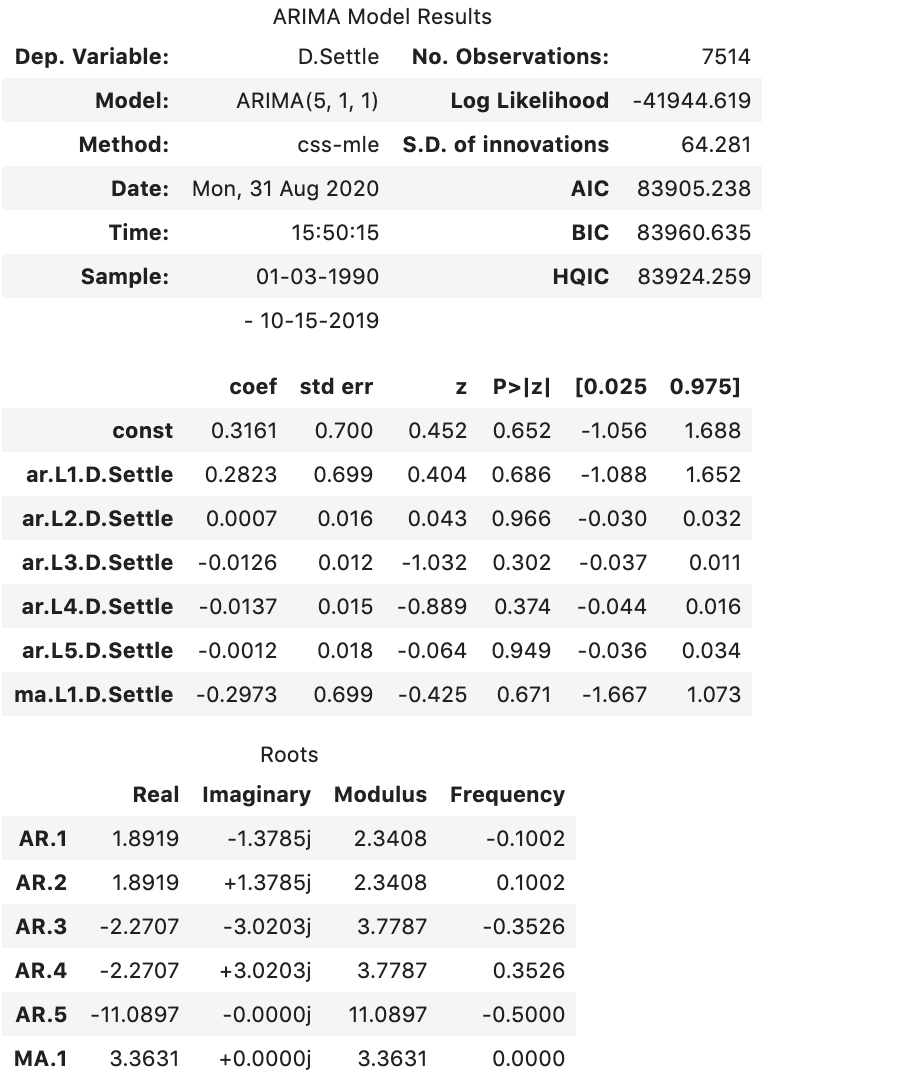 ARIMA Model Results
Dep. Variable: D.Settle No. Observations: 7514
Model: ARIMA(5, 1, 1) Log Likelihood -41944.619
Method: css-mle S.D. of innovations 64.281
Date: Mon, 31 Aug 2020 AIC 83905.238
Time: 15:50:15 BIC 83960.635
Sample: 01-03-1990 HQIC 83924.259
- 10-15-2019
coef std err z P>|z| [0.025 0.975]
const 0.3161 0.700 0.452 0.652 -1.056 1.688
ar.L1.D.Settle 0.2823 0.699 0.404 0.686 -1.088 1.652
ar.L2.D.Settle 0.0007 0.016 0.043 0.966 -0.030 0.032
ar.L3.D.Settle -0.0126 0.012 -1.032 0.302 -0.037 0.011
ar.L4.D.Settle -0.0137 0.015 -0.889 0.374 -0.044 0.016
ar.L5.D.Settle -0.0012 0.018 -0.064 0.949 -0.036 0.034
ma.L1.D.Settle -0.2973 0.699 -0.425 0.671 -1.667 1.073
Roots
Real Imaginary Modulus Frequency
AR.1 1.8919 -1.3785j 2.3408 -0.1002
AR.2 1.8919 +1.3785j 2.3408 0.1002
AR.3 -2.2707 -3.0203j 3.7787 -0.3526
AR.4 -2.2707 +3.0203j 3.7787 0.3526
AR.5 -11.0897 -0.0000j 11.0897 -0.5000
MA.1 3.3631 +0.0000j 3.3631 0.0000